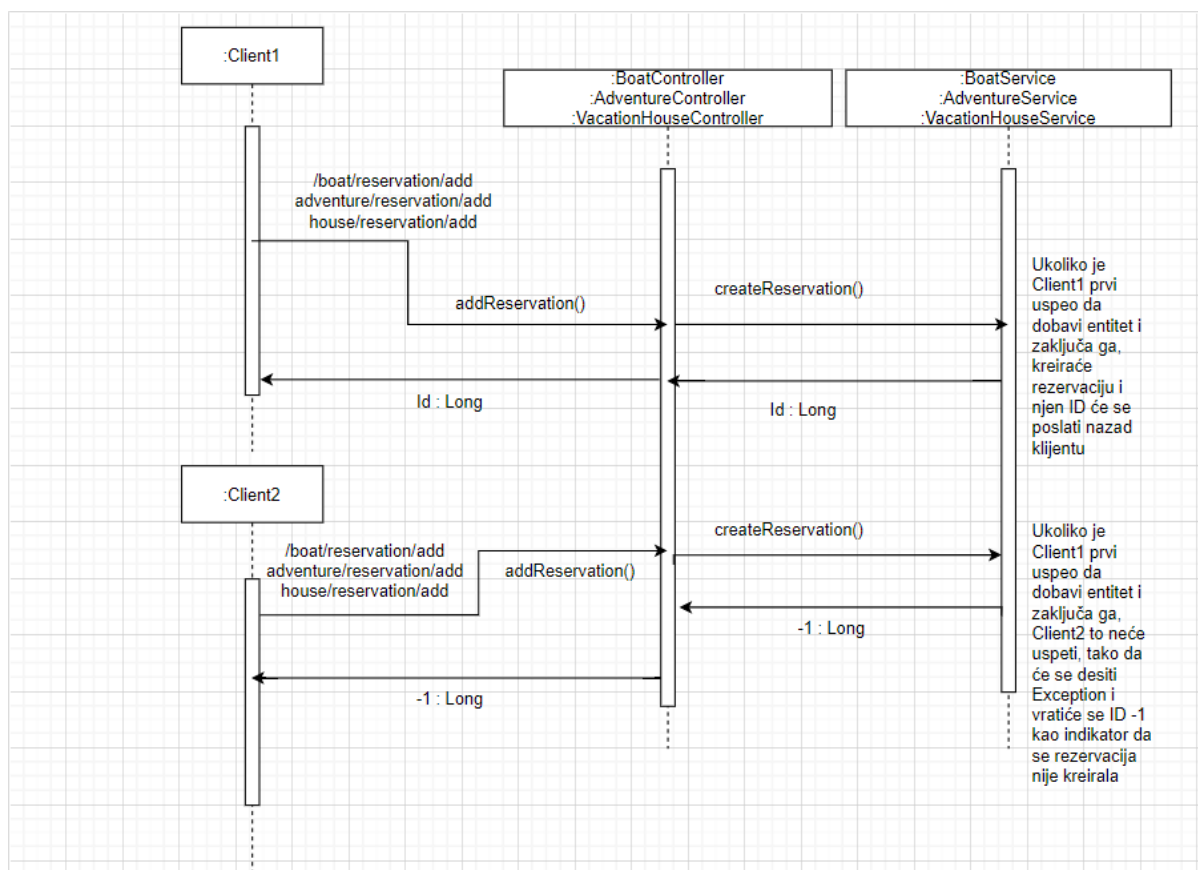 :Client1
:BoatController
:AdventureController
:VacationHouseController
:BoatService
:AdventureService
:VacationHouseService
/boat/reservation/add
adventure/reservation/add
house/reservation/add
addReservation()
createReservation()
Id : Long
Id : Long
Ukoliko je
Client1 prvi
uspeo da
dobavi entitet i
zaključa ga,
kreiraće
rezervaciju i
njen ID će se
poslati nazad
klijentu
:Client2
/boat/reservation/add
adventure/reservation/add
house/reservation/add
addReservation()
createReservation()
-1 : Long
-1 : Long
Ukoliko je
Client1 prvi
uspeo da
dobavi entitet i
zaključa ga,
Client2 to neće
uspeti, tako da
će se desiti
Exception i
vratiće se ID -1
kao indikator da
se rezervacija
nije kreirala